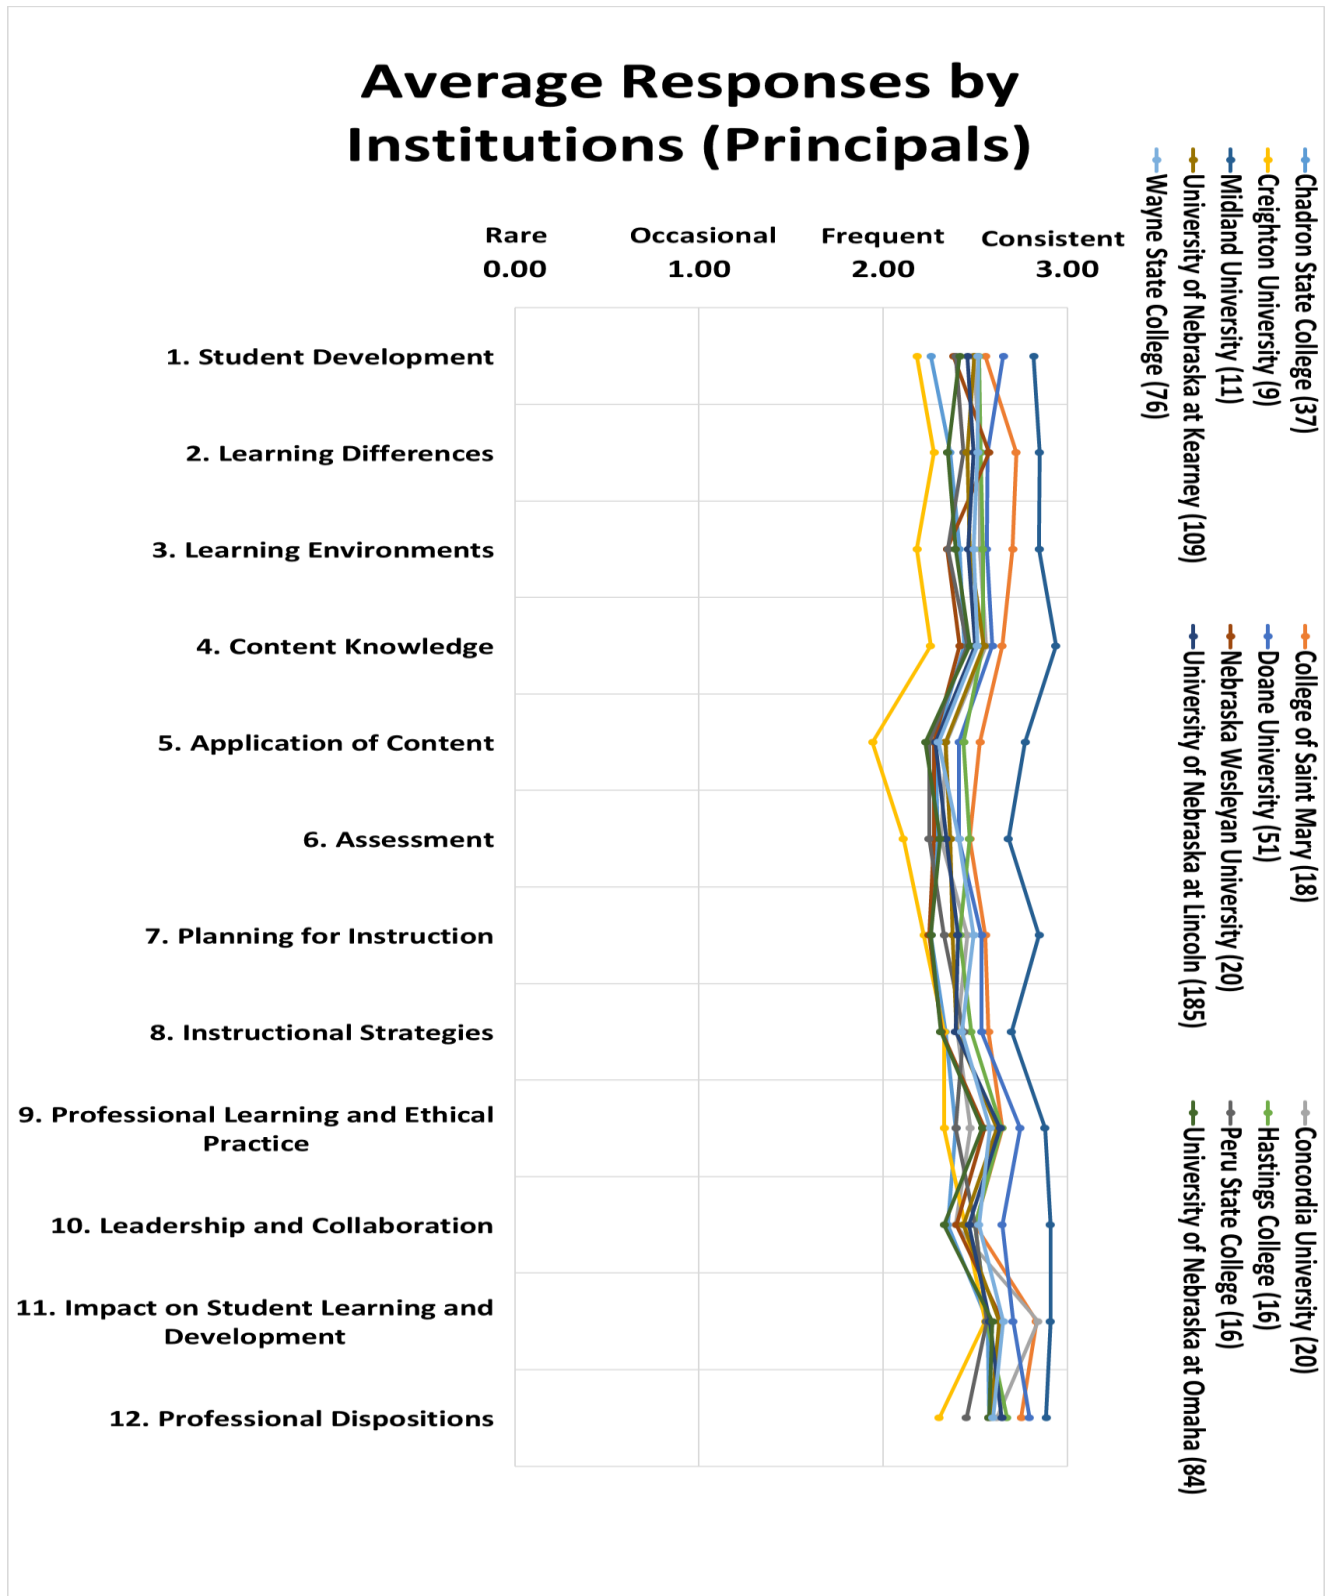 Average Responses by
Institutions (Principals)
Rare
Occasional
Frequent
Consistent
0.00
1.00
2.00
3.00
1. Student Development
2. Learning Differences
3. Learning Environments
4. Content Knowledge
5. Application of Content
6. Assessment
7. Planning for Instruction
8. Instructional Strategies
9. Professional Learning and Ethical
Practice
10. Leadership and Collaboration
11. Impact on Student Learning and
Development
12. Professional Dispositions
Chadron State College (37)
College of Saint Mary (18)
Concordia University (20)
Creighton University (9)
Doane University (51)
Hastings College (16)
Midland University (11)
Nebraska Wesleyan University (20)
Peru State College (16)
University of Nebraska at Kearney (109)
University of Nebraska at Lincoln (185)
University of Nebraska at Omaha (84)
Wayne State College (76)